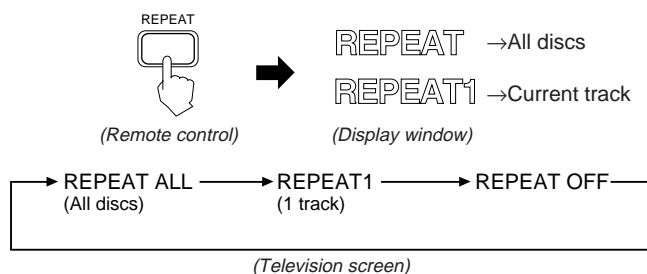 REPEAT
REPEAT →All discs
REPEAT1 →Current track
(Remote control)
(Display window)
REPEAT ALL
(All discs)
REPEAT1
(1 track)
REPEAT OFF
(Television screen)